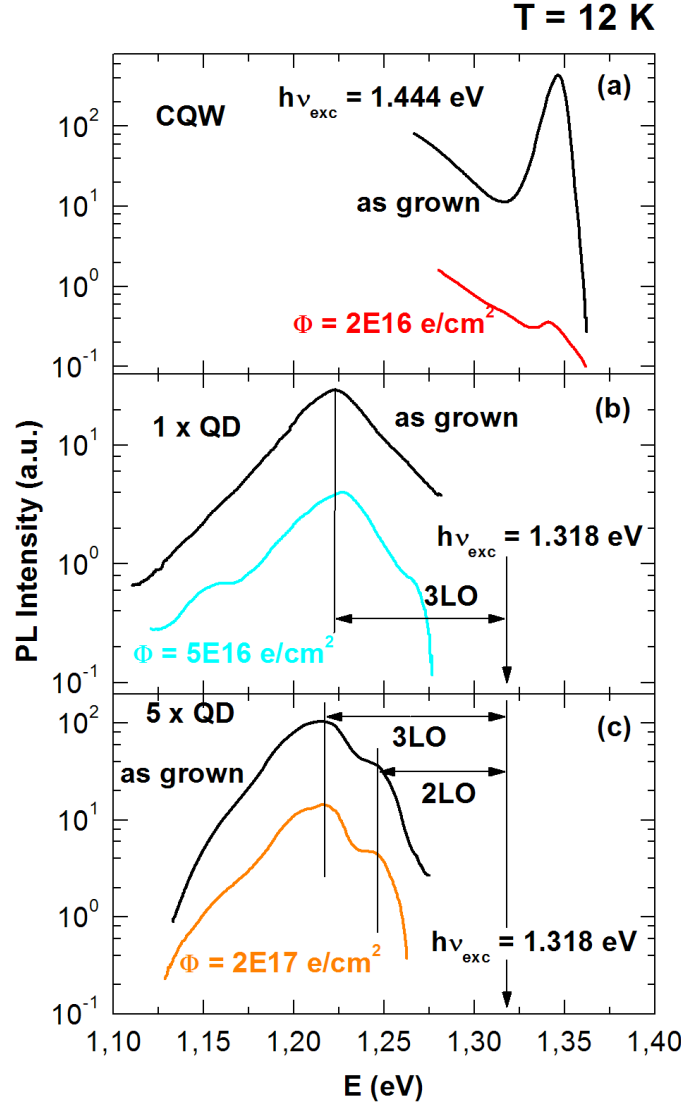 T = 12 K
(a)
hν_exc = 1.444 eV
CQW
as grown
Φ = 2E16 e/cm²
10²
10¹
10⁰
10⁻¹
(b)
as grown
1 x QD
hν_exc = 1.318 eV
3LO
Φ = 5E16 e/cm²
10¹
10⁰
10⁻¹
PL Intensity (a.u.)
5 x QD
(c)
3LO
as grown
2LO
Φ = 2E17 e/cm²
hν_exc = 1.318 eV
10²
10¹
10⁰
10⁻¹
1,10 1,15 1,20 1,25 1,30 1,35 1,40
E (eV)